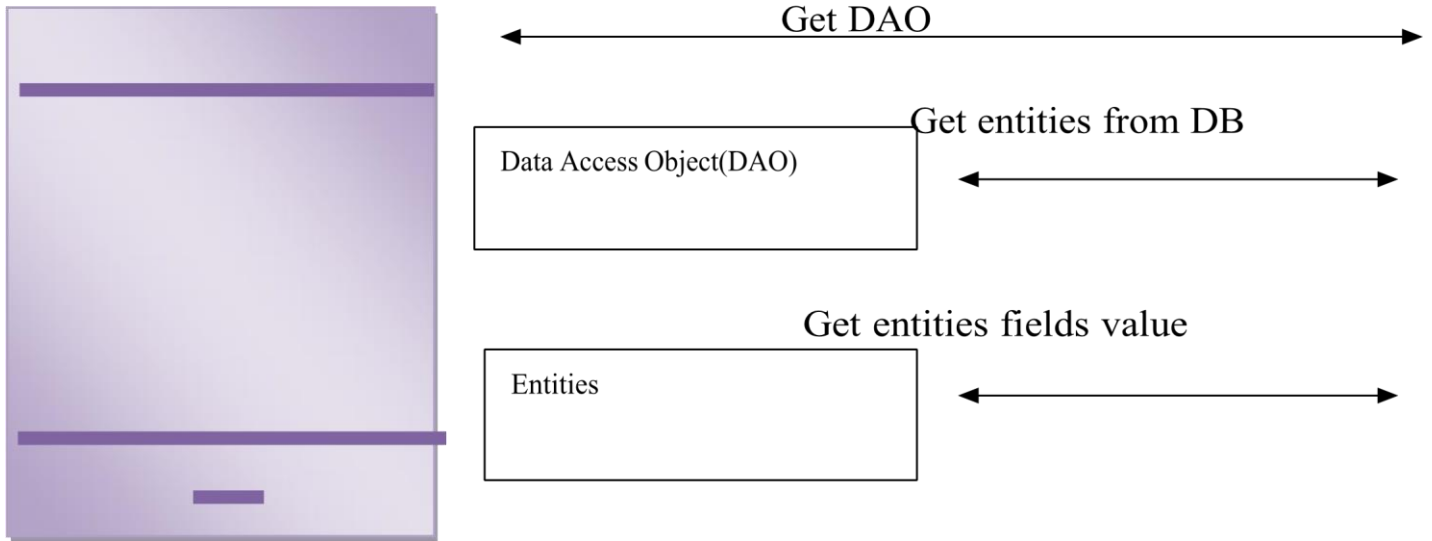 Get DAO
Get entities from DB
Data Access Object(DAO)
Get entities fields value
Entities